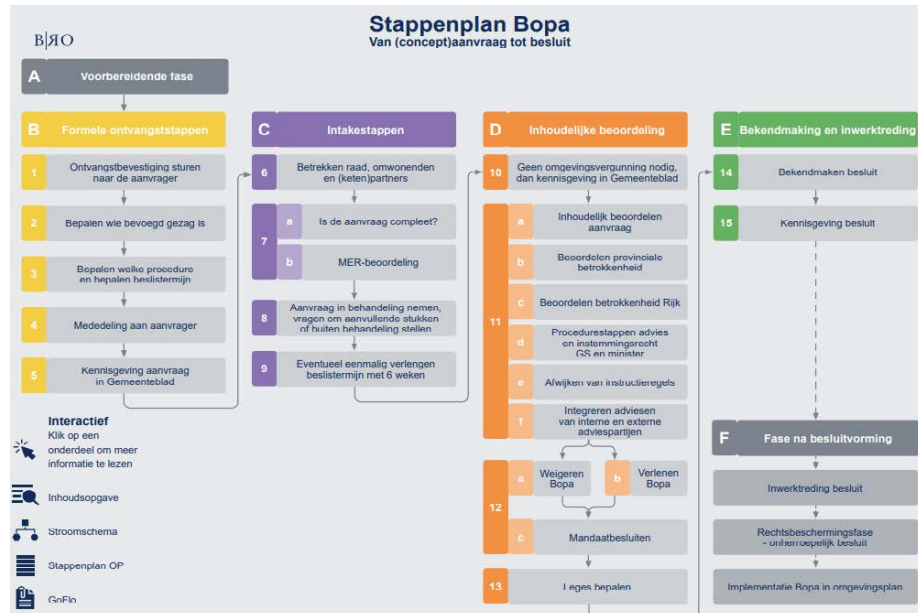 Stappenplan Bopa
Van (concept)aanvraag tot besluit
B|ЯO
A Voorbereidende fase
B Formele ontvangststappen
1 Ontvangstbevestiging sturen
naar de aanvrager
2 Bepalen wie bevoegd gezag is
3 Bepalen welke procedure
en bepalen beslistermijn
4 Mededeling aan aanvrager
5 Kennisgeving aanvraag
in Gemeenteblad
Interactief
Klik op een
onderdeel om meer
informatie te lezen
Inhoudsopgave
Stroomschema
Stappenplan OP
GoFlo
C Intakestappen
6 Betrekken raad, omwonenden
en (keten)partners
7
a Is de aanvraag compleet?
b MER-beoordeling
8 Aanvraag in behandeling nemen,
vragen om aanvullende stukken
of buiten behandeling stellen
9 Eventueel eenmalig verlengen
beslistermijn met 6 weken
D Inhoudelijke beoordeling
10 Geen omgevingsvergunning nodig,
dan kennisgeving in Gemeenteblad
11
a Inhoudelijk beoordelen
aanvraag
b Beoordelen provinciale
betrokkenheid
c Beoordelen betrokkenheid Rijk
d Procedurestappen advies
en instemmingsrecht
GS en minister
e Afwijken van instructieregels
f Integreren adviesen
van interne en externe
adviespartijen
12
a Weigeren
Bopa
b Verlenen
Bopa
c Mandaatbesluiten
13 Leges bepalen
E Bekendmaking en inwerktreding
14 Bekendmaken besluit
15 Kennisgeving besluit
F Fase na besluitvorming
Inwerktreding besluit
Rechtsbeschermingsfase
- onherroepelijk besluit
Implementatie Bopa in omgevingsplan